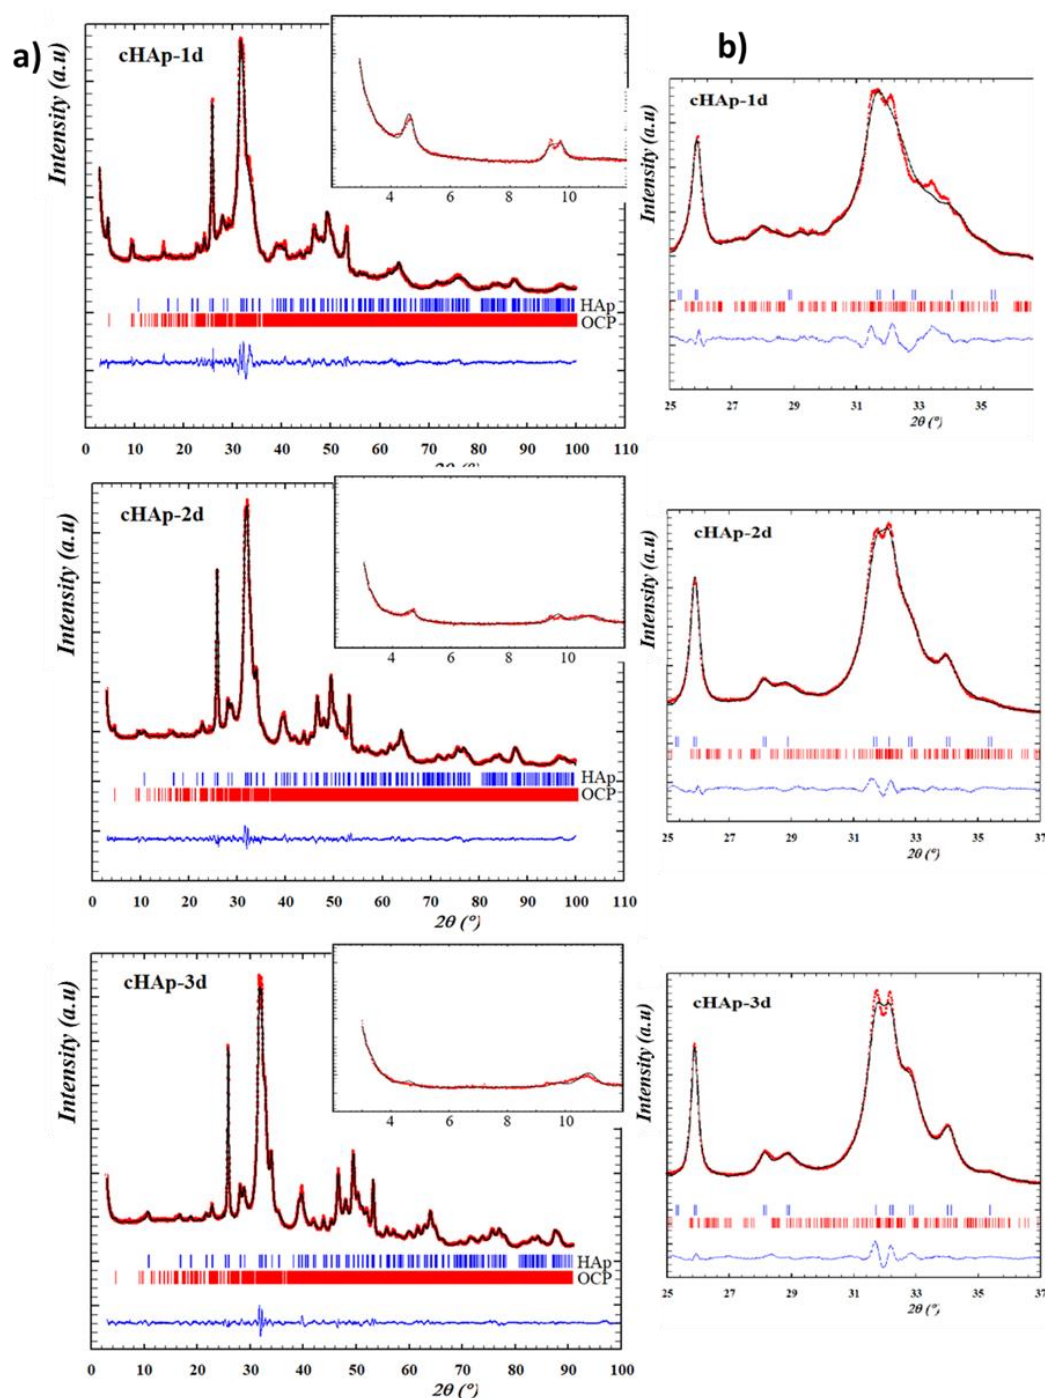 a)
b)
cHAp-1d
Intensity (a.u)
4 6 8 10
HAp
OCP
0 10 20 30 40 50 60 70 80 90 100 110
cHAp-1d
Intensity (a.u)
25 27 29 31 33 35
2θ (°)
cHAp-2d
Intensity (a.u)
4 6 8 10
HAp
OCP
0 10 20 30 40 50 60 70 80 90 100 110
2θ (°)
cHAp-2d
Intensity (a.u)
25 27 29 31 33 35 37
2θ (°)
cHAp-3d
Intensity (a.u)
4 6 8 10
HAp
OCP
0 10 20 30 40 50 60 70 80 90 100
cHAp-3d
Intensity (a.u)
25 27 29 31 33 35 37
2θ (°)